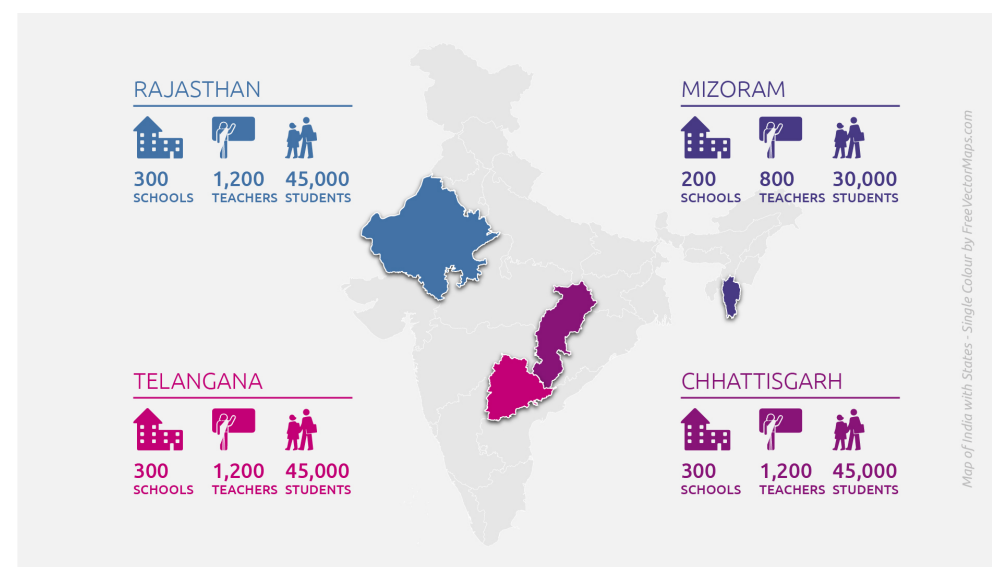 RAJASTHAN
300 1,200 45,000
SCHOOLS TEACHERS STUDENTS
MIZORAM
200 800 30,000
SCHOOLS TEACHERS STUDENTS
TELANGANA
300 1,200 45,000
SCHOOLS TEACHERS STUDENTS
CHHATTISGARH
300 1,200 45,000
SCHOOLS TEACHERS STUDENTS
Map of India with States - Single Colour by FreeVectorMaps.com